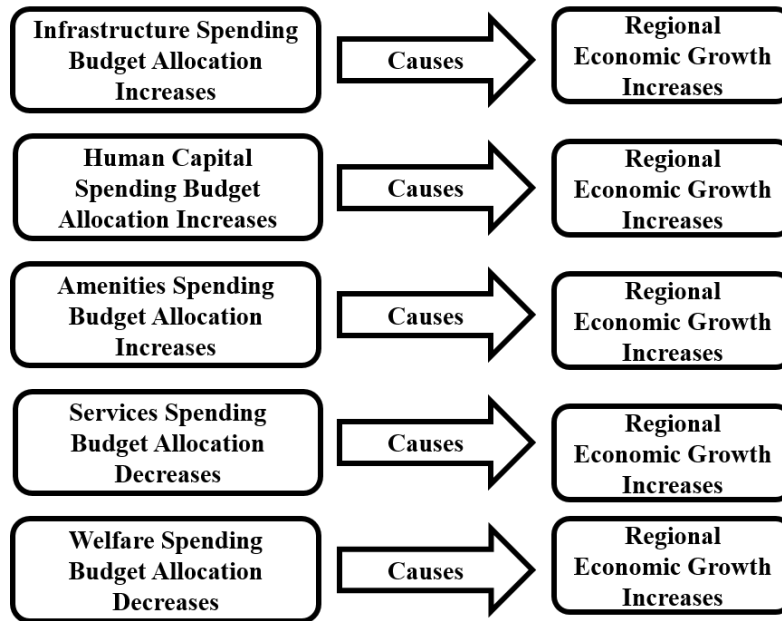 Infrastructure Spending
Budget Allocation
Increases
Causes
Regional
Economic Growth
Increases
Human Capital
Spending Budget
Allocation Increases
Causes
Regional
Economic Growth
Increases
Amenities Spending
Budget Allocation
Increases
Causes
Regional
Economic Growth
Increases
Services Spending
Budget Allocation
Decreases
Causes
Regional
Economic Growth
Increases
Welfare Spending
Budget Allocation
Decreases
Causes
Regional
Economic Growth
Increases